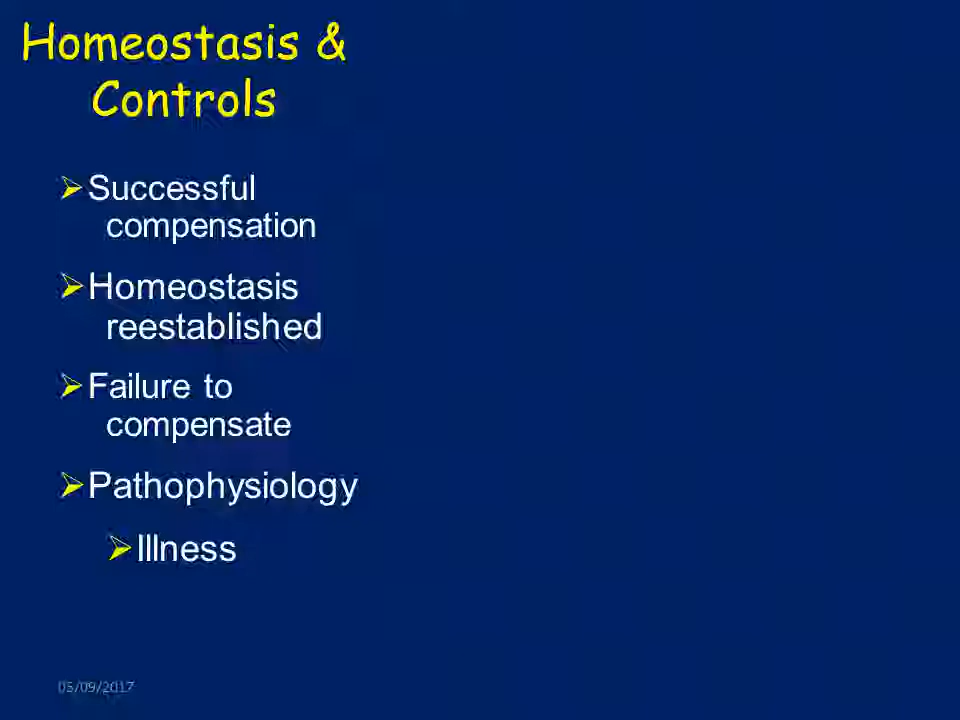 Homeostasis &
Controls
Successful
compensation
Homeostasis
reestablished
Failure to
compensate
Pathophysiology
Illness
05/09/2017